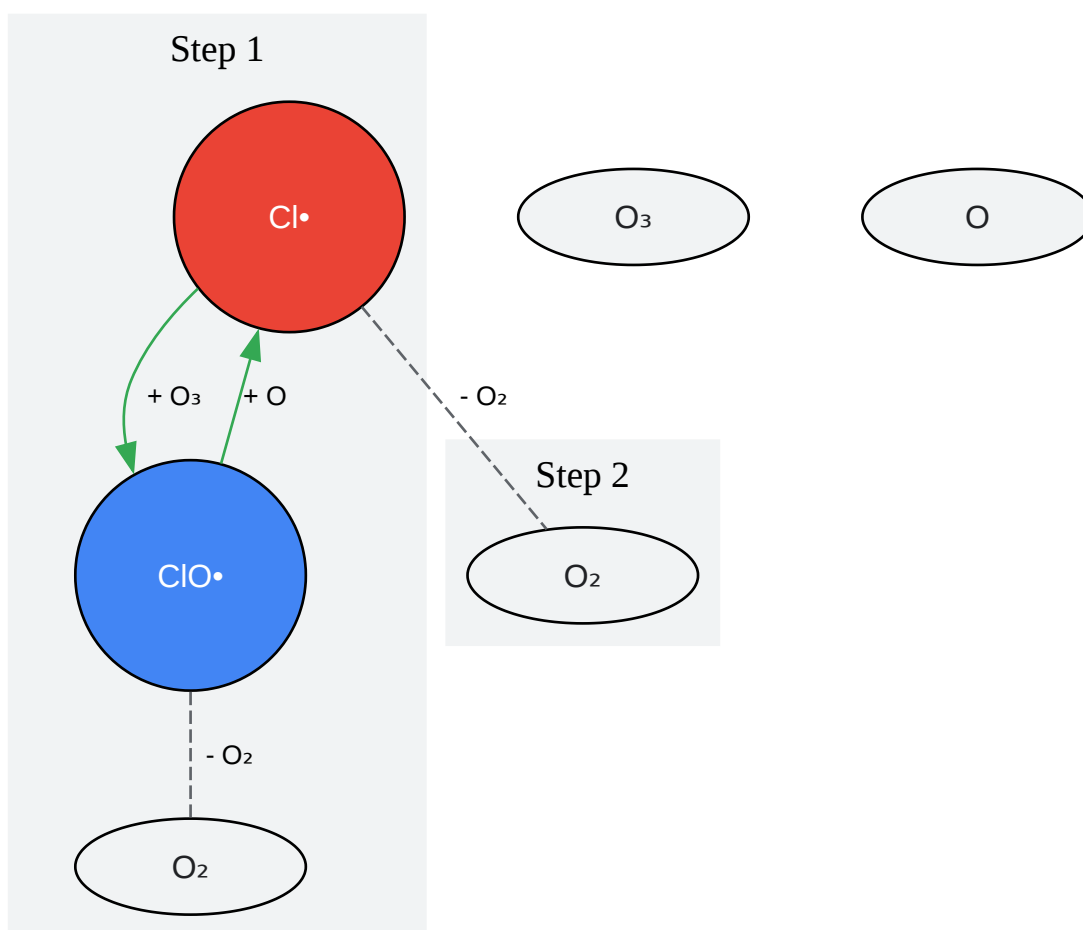 Step 1
Cl•
O₃
O
+ O₃
+ O
- O₂
Step 2
ClO•
O₂
- O₂
O₂